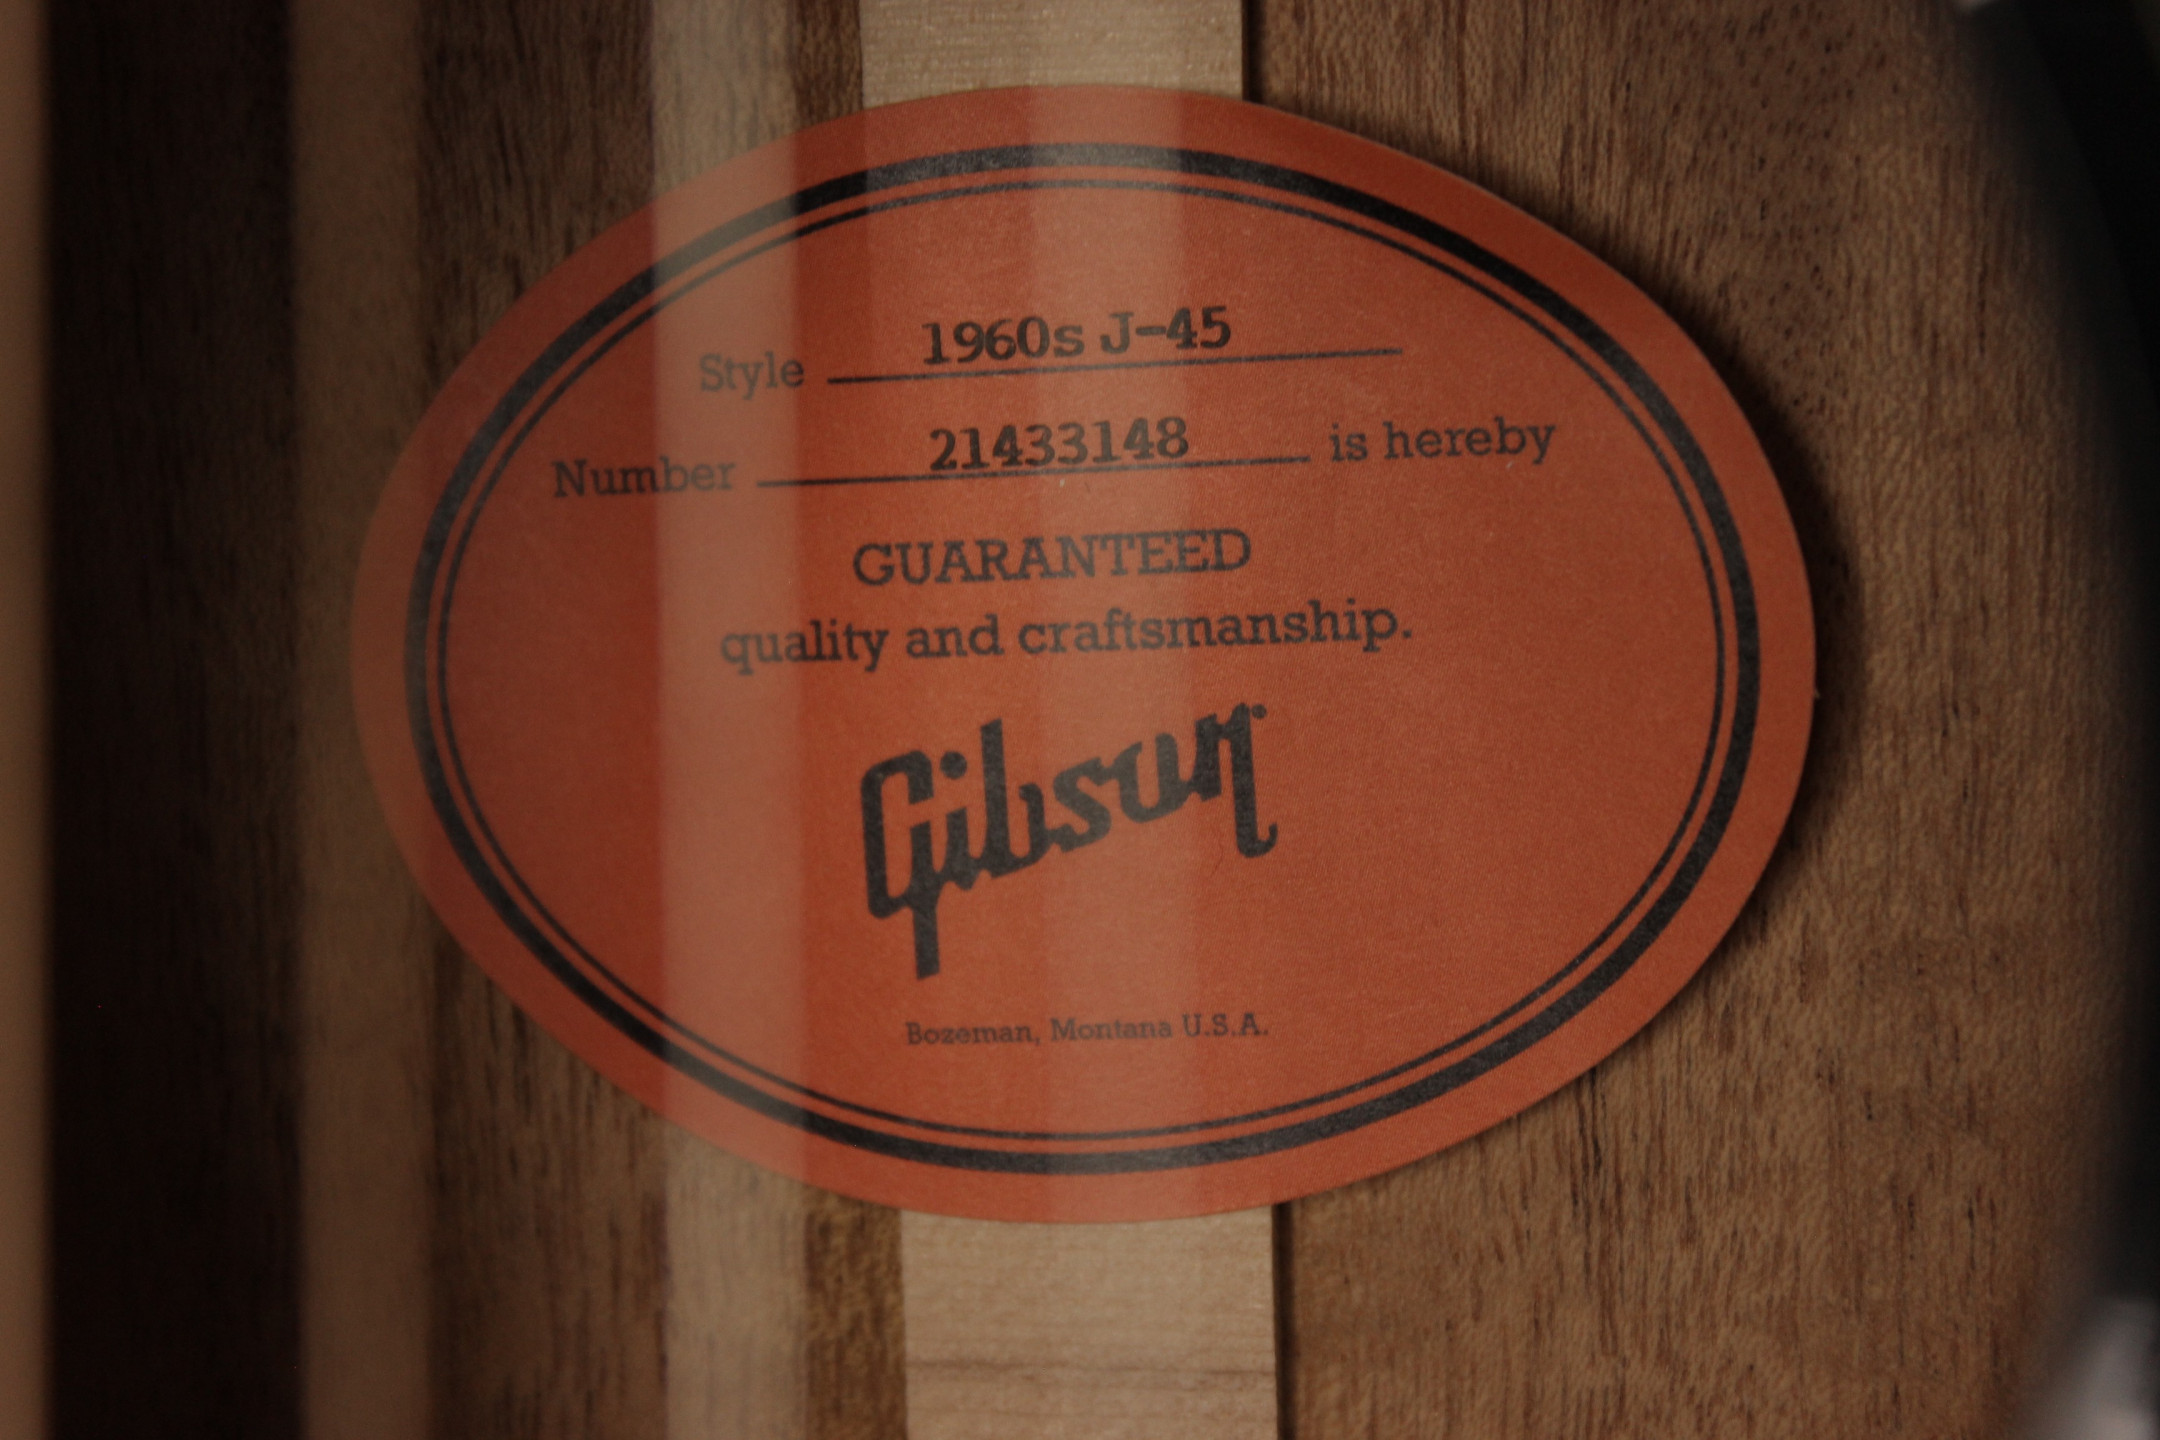 Style 1960s J-45
Number 21433148 is hereby
GUARANTEED
quality and craftsmanship.
Gibson
Bozeman, Montana U.S.A.